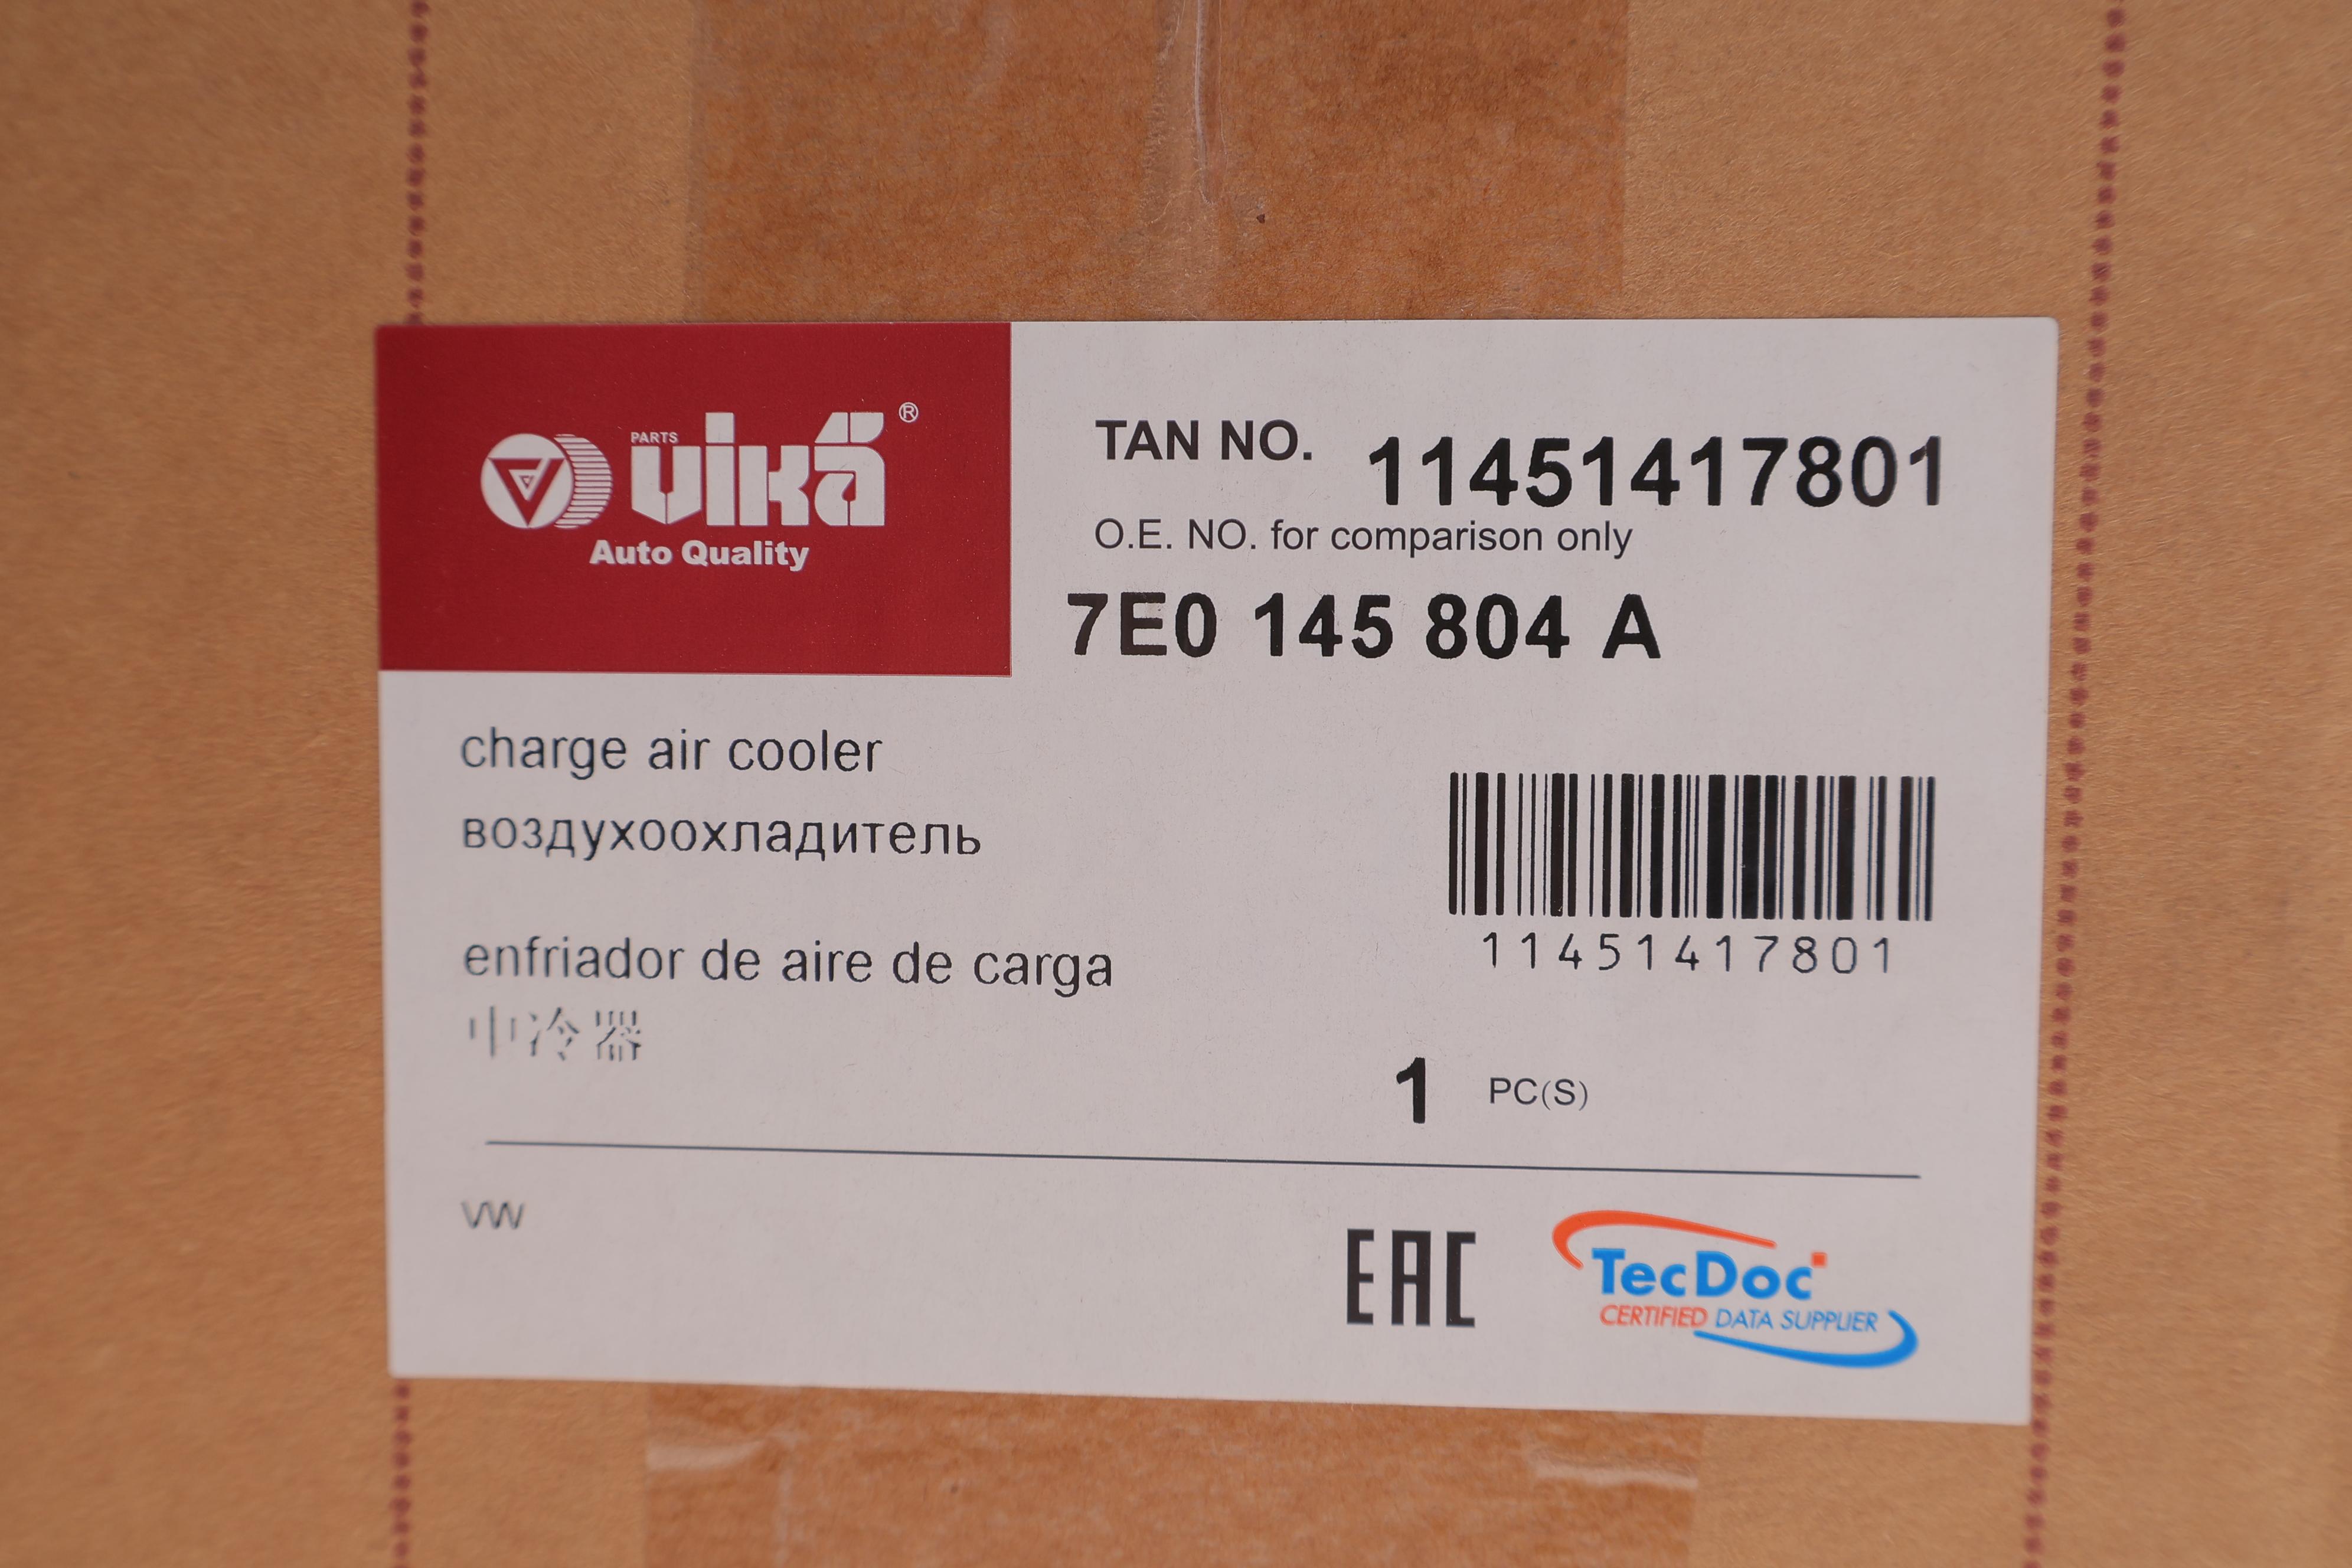 PARTS
vikä®
Auto Quality
TAN NO. 11451417801
O.E. NO. for comparison only
7E0 145 804 A
charge air cooler
воздухоохладитель
enfriador de aire de carga
中冷器
11451417801
1 PC(S)
VW
EAC
TecDoc
CERTIFIED DATA SUPPLIER